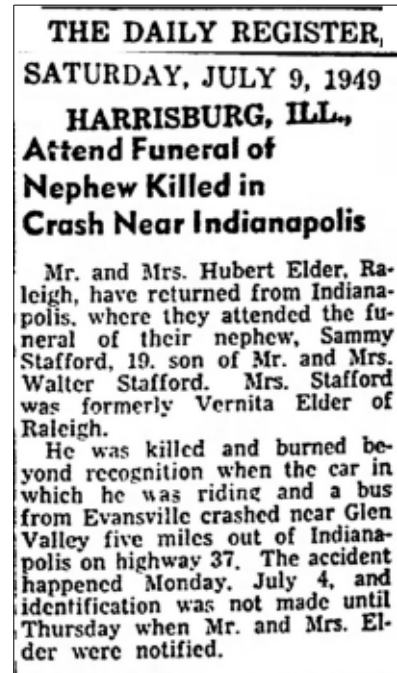 THE DAILY REGISTER,
SATURDAY, JULY 9, 1949
HARRISBURG, ILL.,
Attend Funeral of
Nephew Killed in
Crash Near Indianapolis
Mr. and Mrs. Hubert Elder, Ra-
leigh, have returned from Indiana-
polis, where they attended the fu-
neral of their nephew, Sammy
Stafford, 19, son of Mr. and Mrs.
Walter Stafford. Mrs. Stafford
was formerly Vernita Elder of
Raleigh.
He was killed and burned be-
yond recognition when the car in
which he was riding and a bus
from Evansville crashed near Glen
Valley five miles out of Indiana-
polis on highway 37. The accident
happened Monday, July 4, and
identification was not made until
Thursday when Mr. and Mrs. El-
der were notified.